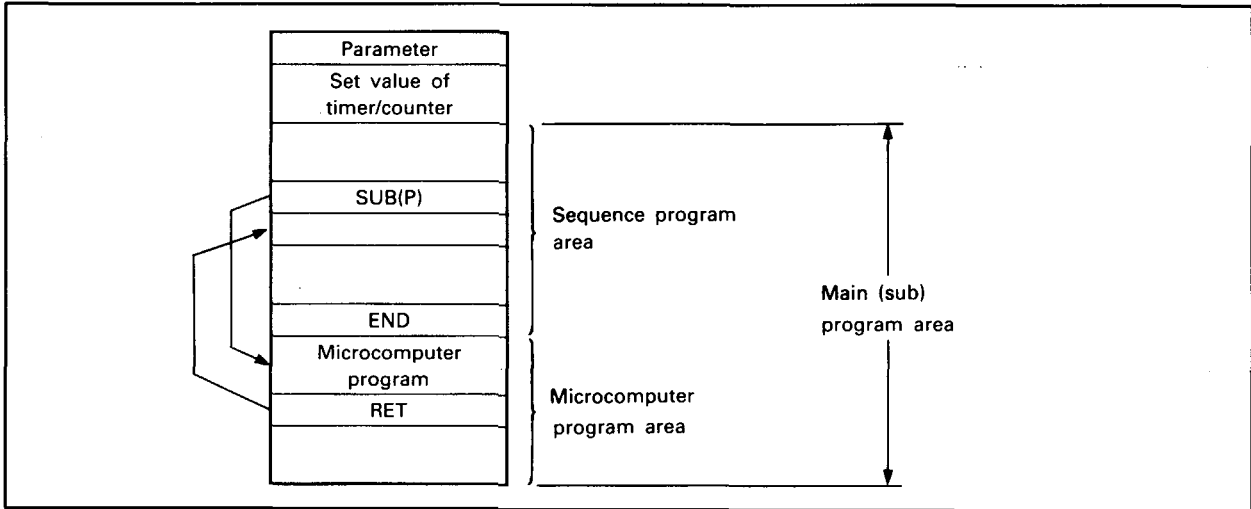 Parameter
Set value of
timer/counter
SUB(P)
Sequence program
area
Main (sub)
program area
END
Microcomputer
program
RET
Microcomputer
program area